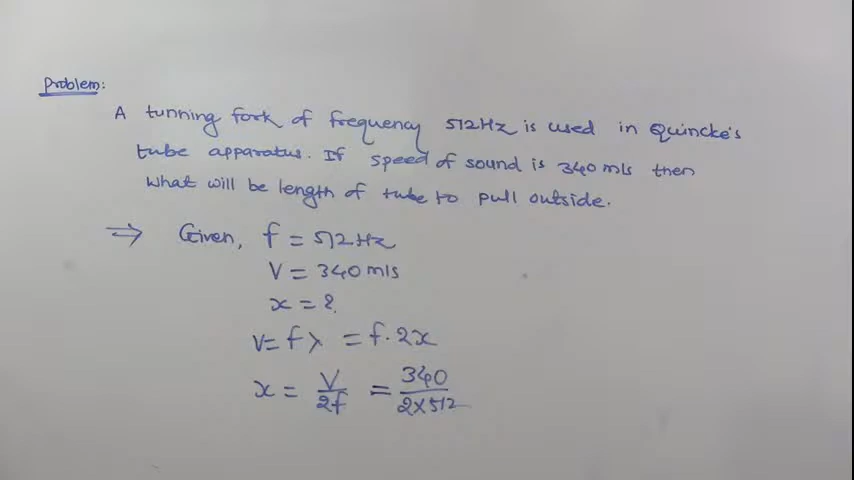 Problem:
A tunning fork of frequency 512Hz is used in Quincke's
tube apparatus. If speed of sound is 340 m/s then
what will be length of tube to pull outside.
⇒ Given, f = 512Hz
V = 340 m/s
x = ?
V = fλ = f·2x
x = V/2f = 340/2×512